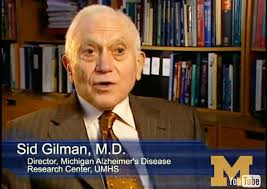 Sid Gilman, M.D.
Director, Michigan Alzheimer's Disease
Research Center, UMHS
M
YouTube